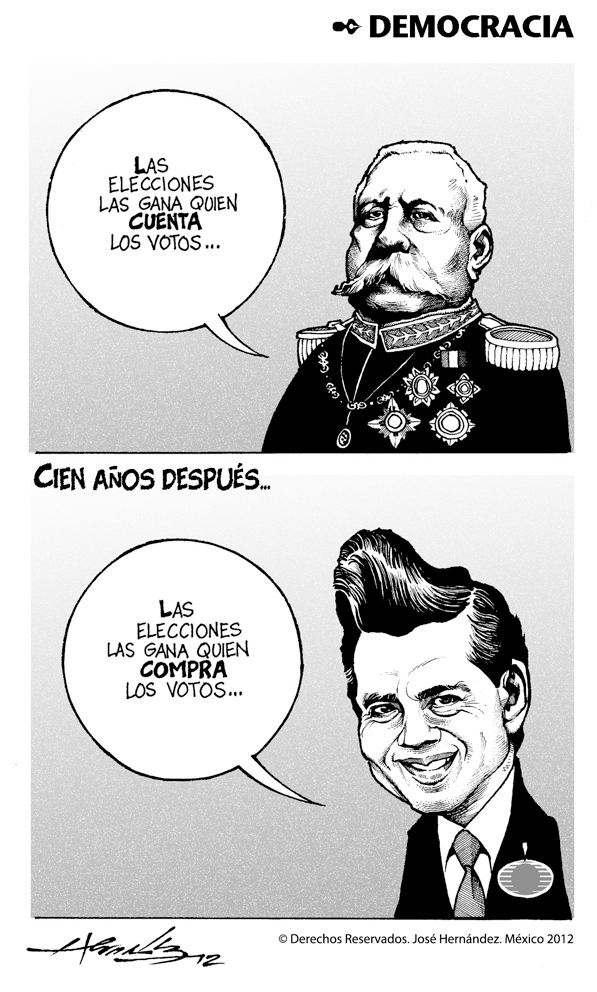 DEMOCRACIA
LAS
ELECCIONES
LAS GANA QUIEN
CUENTA
LOS VOTOS...
CIEN AÑOS DESPUÉS...
LAS
ELECCIONES
LAS GANA QUIEN
COMPRA
LOS VOTOS...
© Derechos Reservados. José Hernández. México 2012
HERNÁNDEZ 12